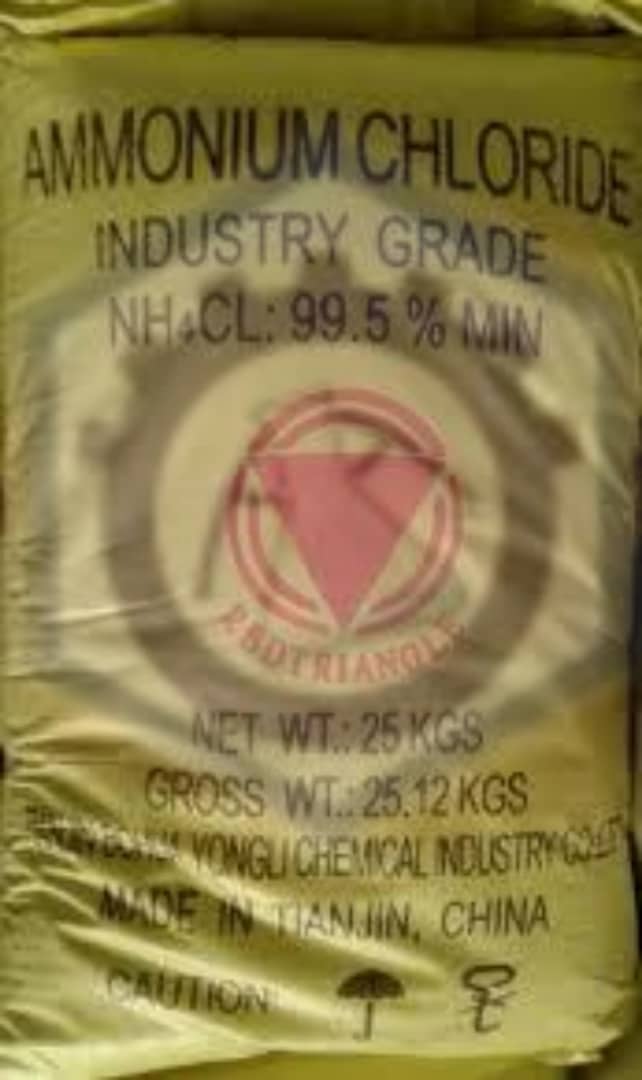 AMMONIUM CHLORIDE
INDUSTRY GRADE
NH₄CL: 99.5 % MIN
REDTRIANGLE
NET WT.: 25 KGS
GROSS WT.: 25.12 KGS
YONGLI CHEMICAL INDUSTRY CO.
MADE IN TIANJIN, CHINA
CAUTION